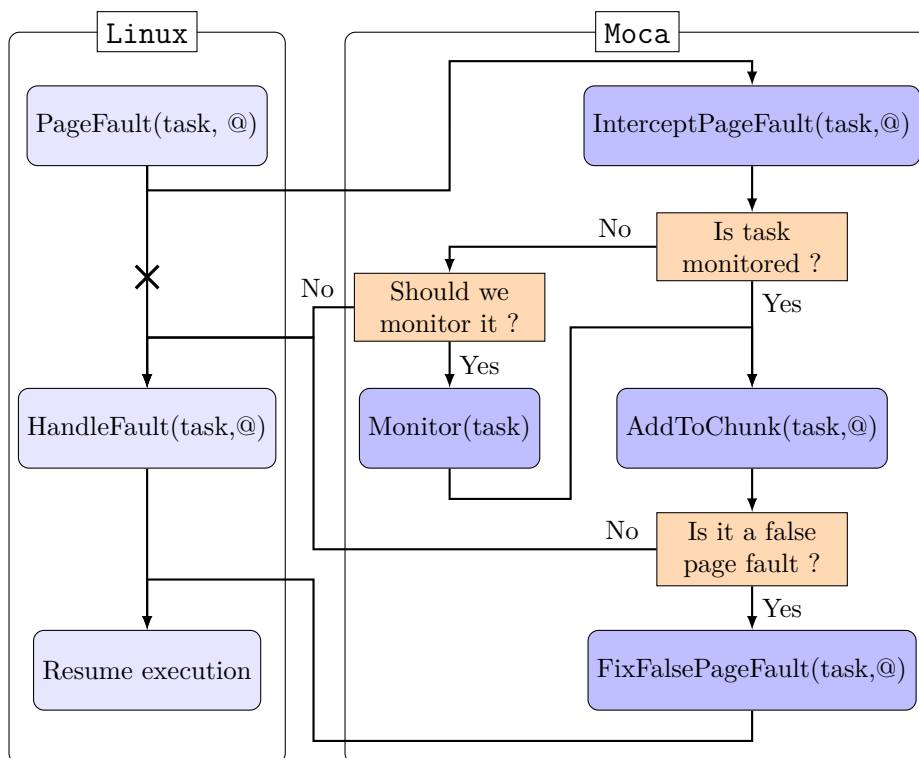 Linux
Moca
PageFault(task, @)
InterceptPageFault(task,@)
No
Is task
monitored ?
No
Should we
monitor it ?
Yes
Yes
HandleFault(task,@)
Monitor(task)
AddToChunk(task,@)
No
Is it a false
page fault ?
Yes
Resume execution
FixFalsePageFault(task,@)